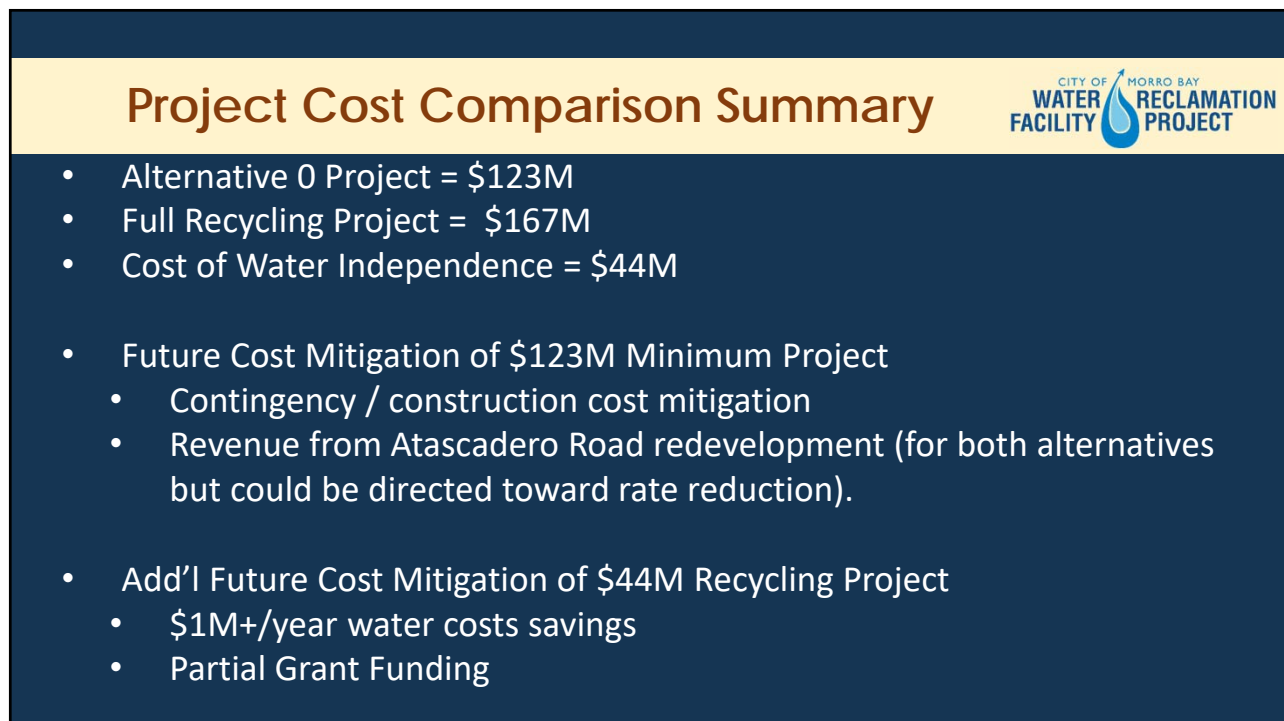 Project Cost Comparison Summary
CITY OF MORRO BAY
WATER RECLAMATION
FACILITY PROJECT
• Alternative 0 Project = $123M
• Full Recycling Project = $167M
• Cost of Water Independence = $44M
• Future Cost Mitigation of $123M Minimum Project
• Contingency / construction cost mitigation
• Revenue from Atascadero Road redevelopment (for both alternatives
but could be directed toward rate reduction).
• Add’l Future Cost Mitigation of $44M Recycling Project
• $1M+/year water costs savings
• Partial Grant Funding